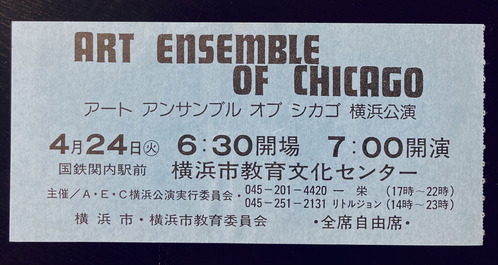 ART ENSEMBLE
OF CHICAGO
アート アンサンブル オブ シカゴ 横浜公演
4月24日㊋ 6:30開場 7:00開演
国鉄関内駅前 横浜市教育文化センター
主催/A・E・C横浜公演実行委員会・045-201-4420 一 栄 (17時〜22時)
・045-251-2131 リトルジョン (14時〜23時)
横浜市・横浜市教育委員会 ・全席自由席・